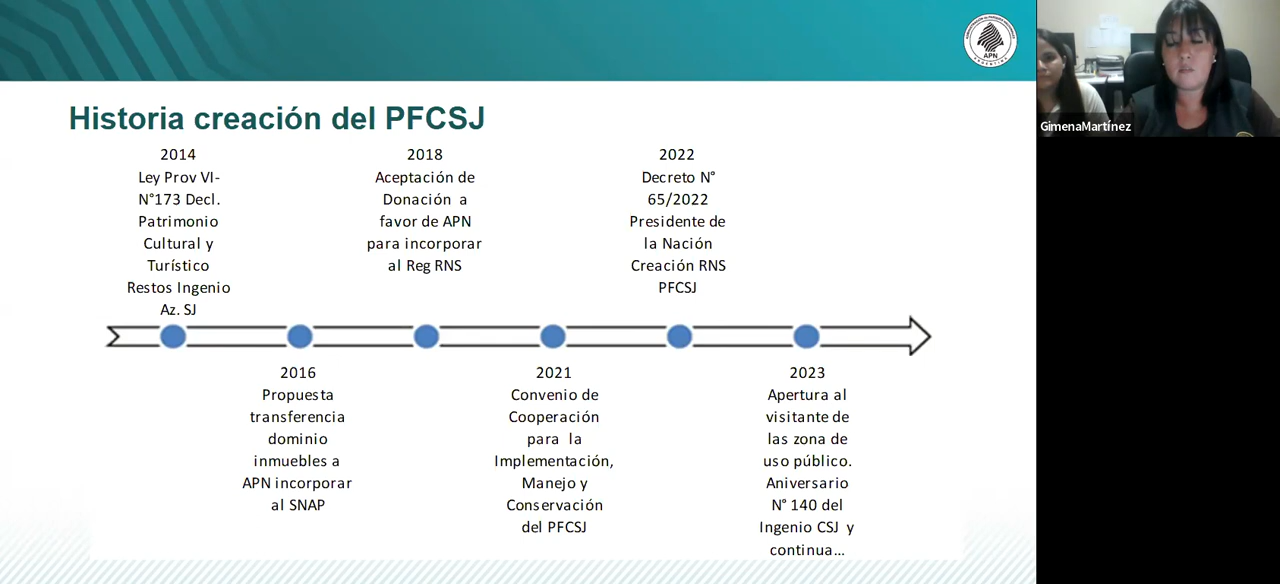 APN
ARGENTINA
GimenaMartínez
Historia creación del PFCSJ
2014
Ley Prov VI-
N°173 Decl.
Patrimonio
Cultural y
Turístico
Restos Ingenio
Az. SJ
2018
Aceptación de
Donación a
favor de APN
para incorporar
al Reg RNS
2022
Decreto N°
65/2022
Presidente de
la Nación
Creación RNS
PFCSJ
2016
Propuesta
transferencia
dominio
inmuebles a
APN incorporar
al SNAP
2021
Convenio de
Cooperación
para la
Implementación,
Manejo y
Conservación
del PFCSJ
2023
Apertura al
visitante de
las zona de
uso público.
Aniversario
N° 140 del
Ingenio CSJ y
continua...